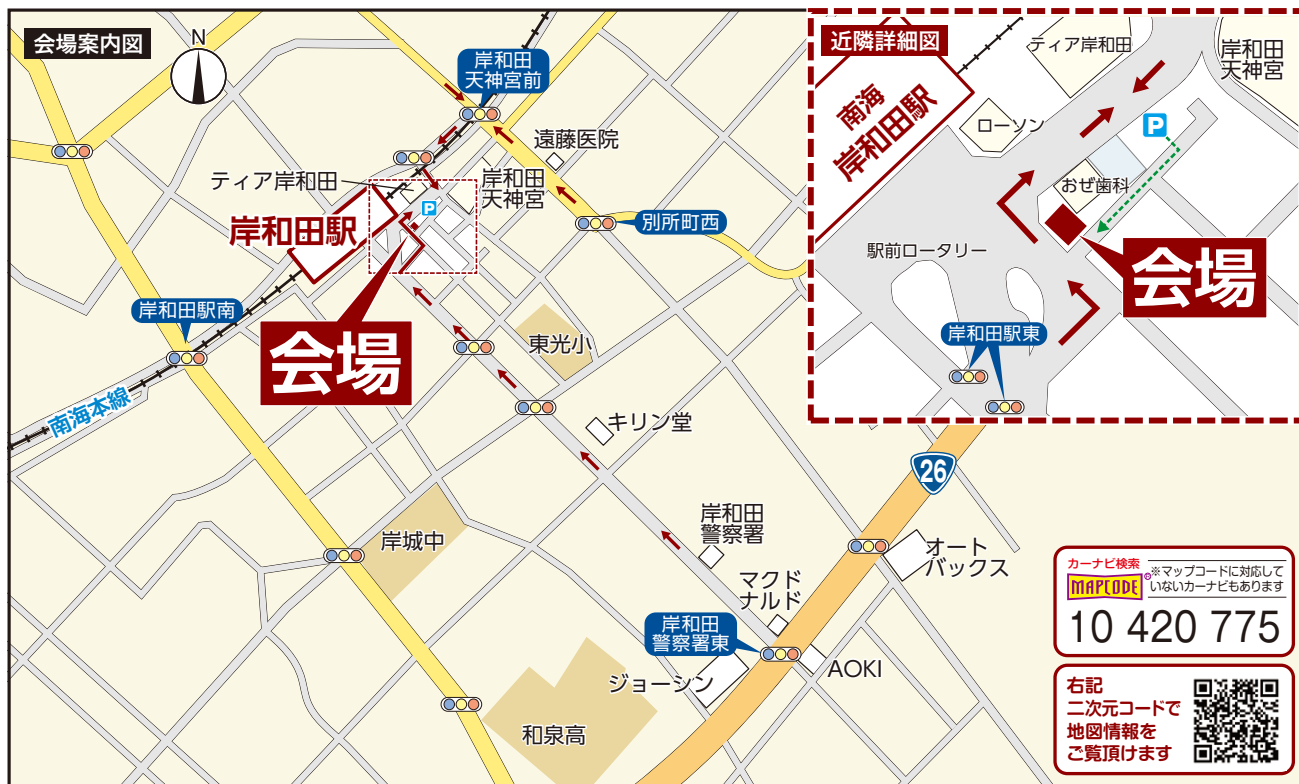 会場案内図
N
岸和田
天神宮前
遠藤医院
ティア岸和田
岸和田
天神宮
P
岸和田駅
別所町西
岸和田駅南
会場
東光小
南海本線
キリン堂
26
岸城中
岸和田
警察署
オート
バックス
マクド
ナルド
岸和田
警察署東
AOKI
ジョーシン
和泉高
近隣詳細図
ティア岸和田
岸和田
天神宮
南海
岸和田駅
ローソン
P
おぜ歯科
駅前ロータリー
会場
岸和田駅東
カーナビ検索
MAPCODE
®
※マップコードに対応して
いないカーナビもあります
10 420 775
右記
二次元コードで
地図情報を
ご覧頂けます